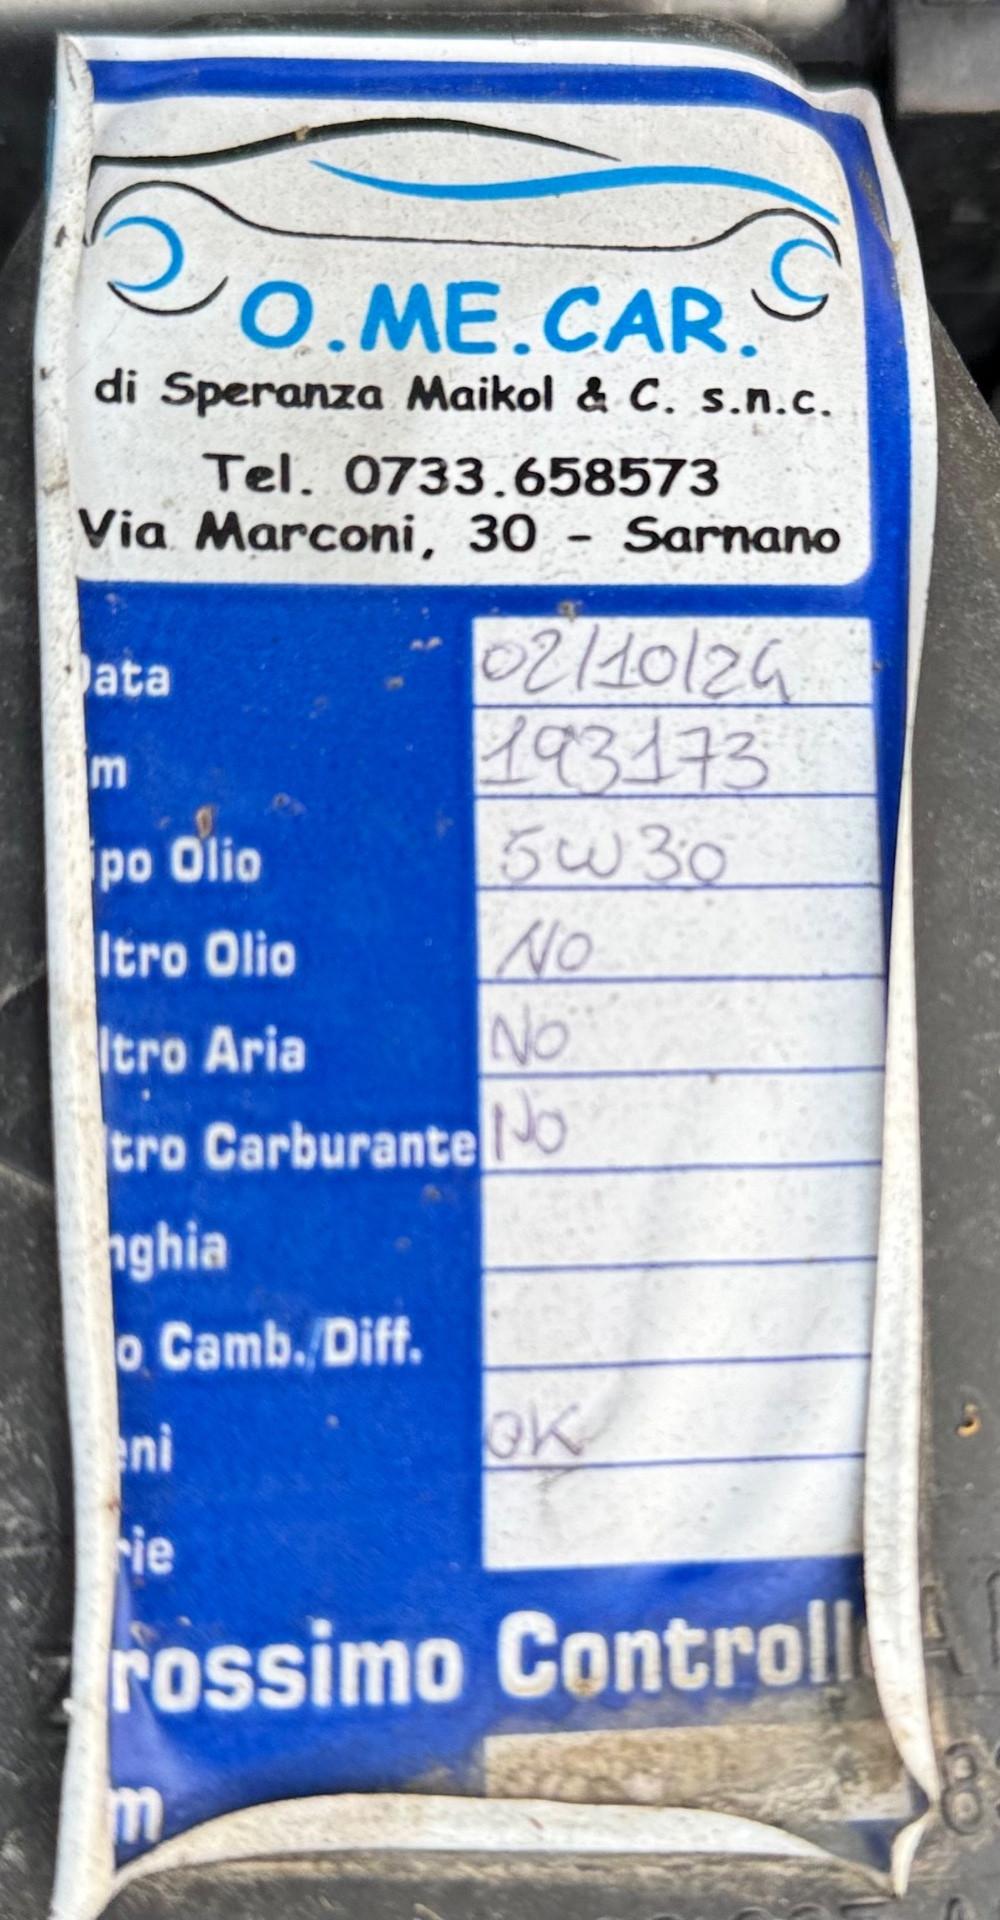 O.ME.CAR.
di Speranza Maikol & C. s.n.c.
Tel. 0733.658573
Via Marconi, 30 - Sarnano
ata 02/10/24
m 193173
ipo Olio 5W30
ltro Olio NO
ltro Aria NO
tro Carburante NO
nghia
o Camb./Diff.
eni OK
rie
rossimo Controll
m